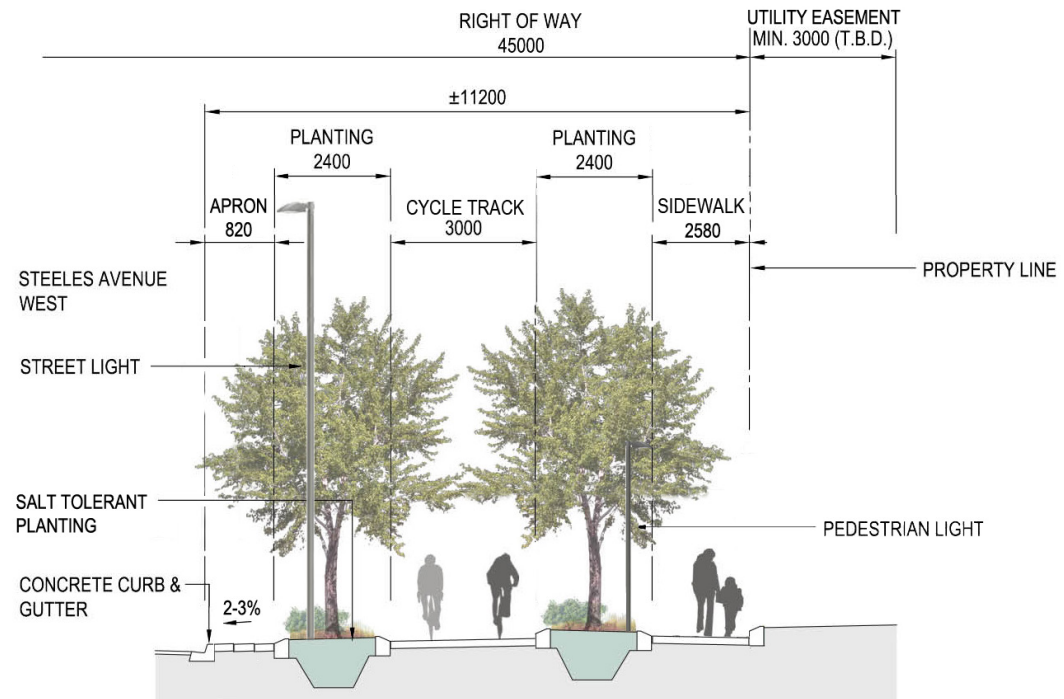 RIGHT OF WAY
45000
UTILITY EASEMENT
MIN. 3000 (T.B.D.)
±11200
PLANTING
2400
PLANTING
2400
APRON
820
CYCLE TRACK
3000
SIDEWALK
2580
STEELES AVENUE
WEST
PROPERTY LINE
STREET LIGHT
SALT TOLERANT
PLANTING
PEDESTRIAN LIGHT
CONCRETE CURB &
GUTTER
2-3%